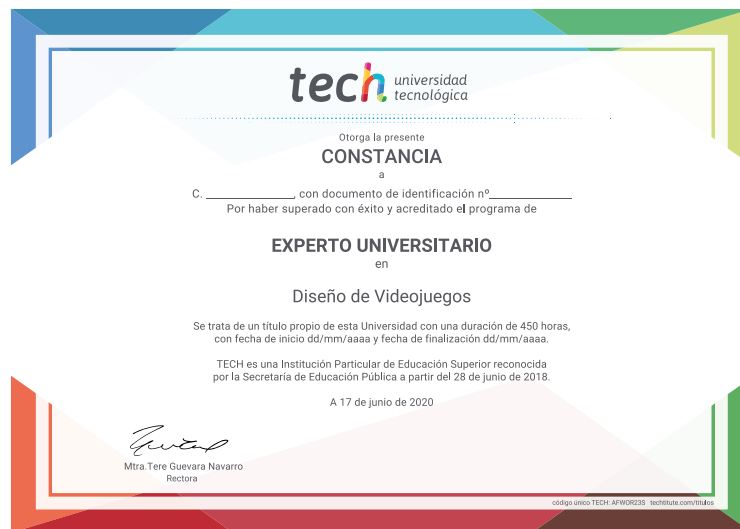 tech universidad
tecnológica
Otorga la presente
CONSTANCIA
a
C. ______________, con documento de identificación nº______________
Por haber superado con éxito y acreditado el programa de
EXPERTO UNIVERSITARIO
en
Diseño de Videojuegos
Se trata de un título propio de esta Universidad con una duración de 450 horas,
con fecha de inicio dd/mm/aaaa y fecha de finalización dd/mm/aaaa.
TECH es una Institución Particular de Educación Superior reconocida
por la Secretaría de Educación Pública a partir del 28 de junio de 2018.
A 17 de junio de 2020
Mtra.Tere Guevara Navarro
Rectora
código único TECH: AFWOR23S techtitute.com/titulos